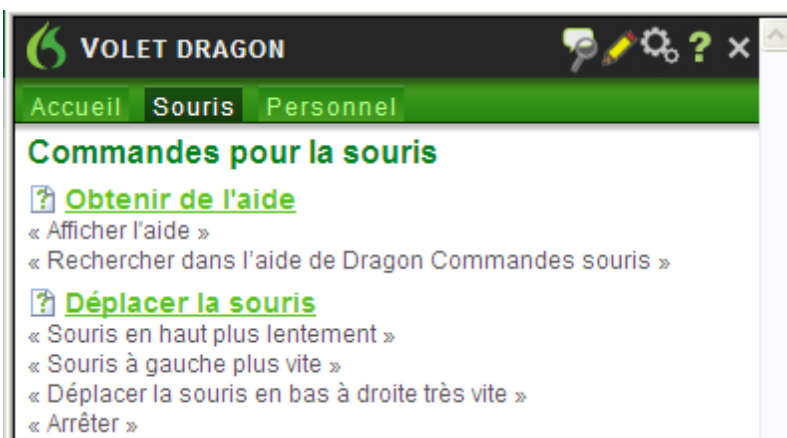 VOLET DRAGON
Accueil Souris Personnel
Commandes pour la souris
Obtenir de l'aide
« Afficher l'aide »
« Rechercher dans l'aide de Dragon Commandes souris »
Déplacer la souris
« Souris en haut plus lentement »
« Souris à gauche plus vite »
« Déplacer la souris en bas à droite très vite »
« Arrêter »